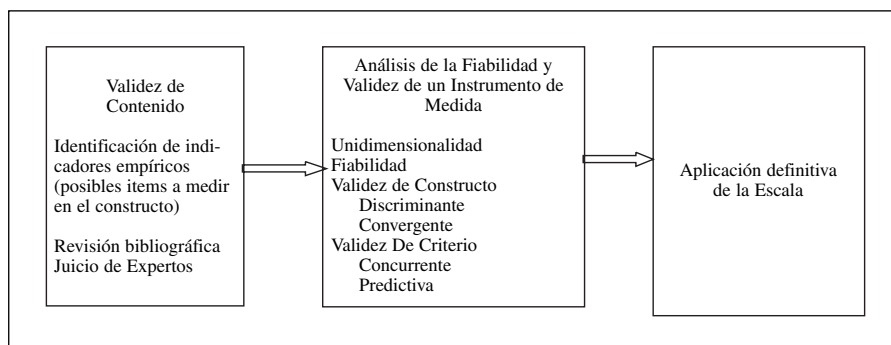 Validez de
Contenido
Identificación de indi-
cadores empíricos
(posibles items a medir
en el constructo)
Revisión bibliográfica
Juicio de Expertos
Análisis de la Fiabilidad y
Validez de un Instrumento de
Medida
Unidimensionalidad
Fiabilidad
Validez de Constructo
Discriminante
Convergente
Validez De Criterio
Concurrente
Predictiva
Aplicación definitiva
de la Escala